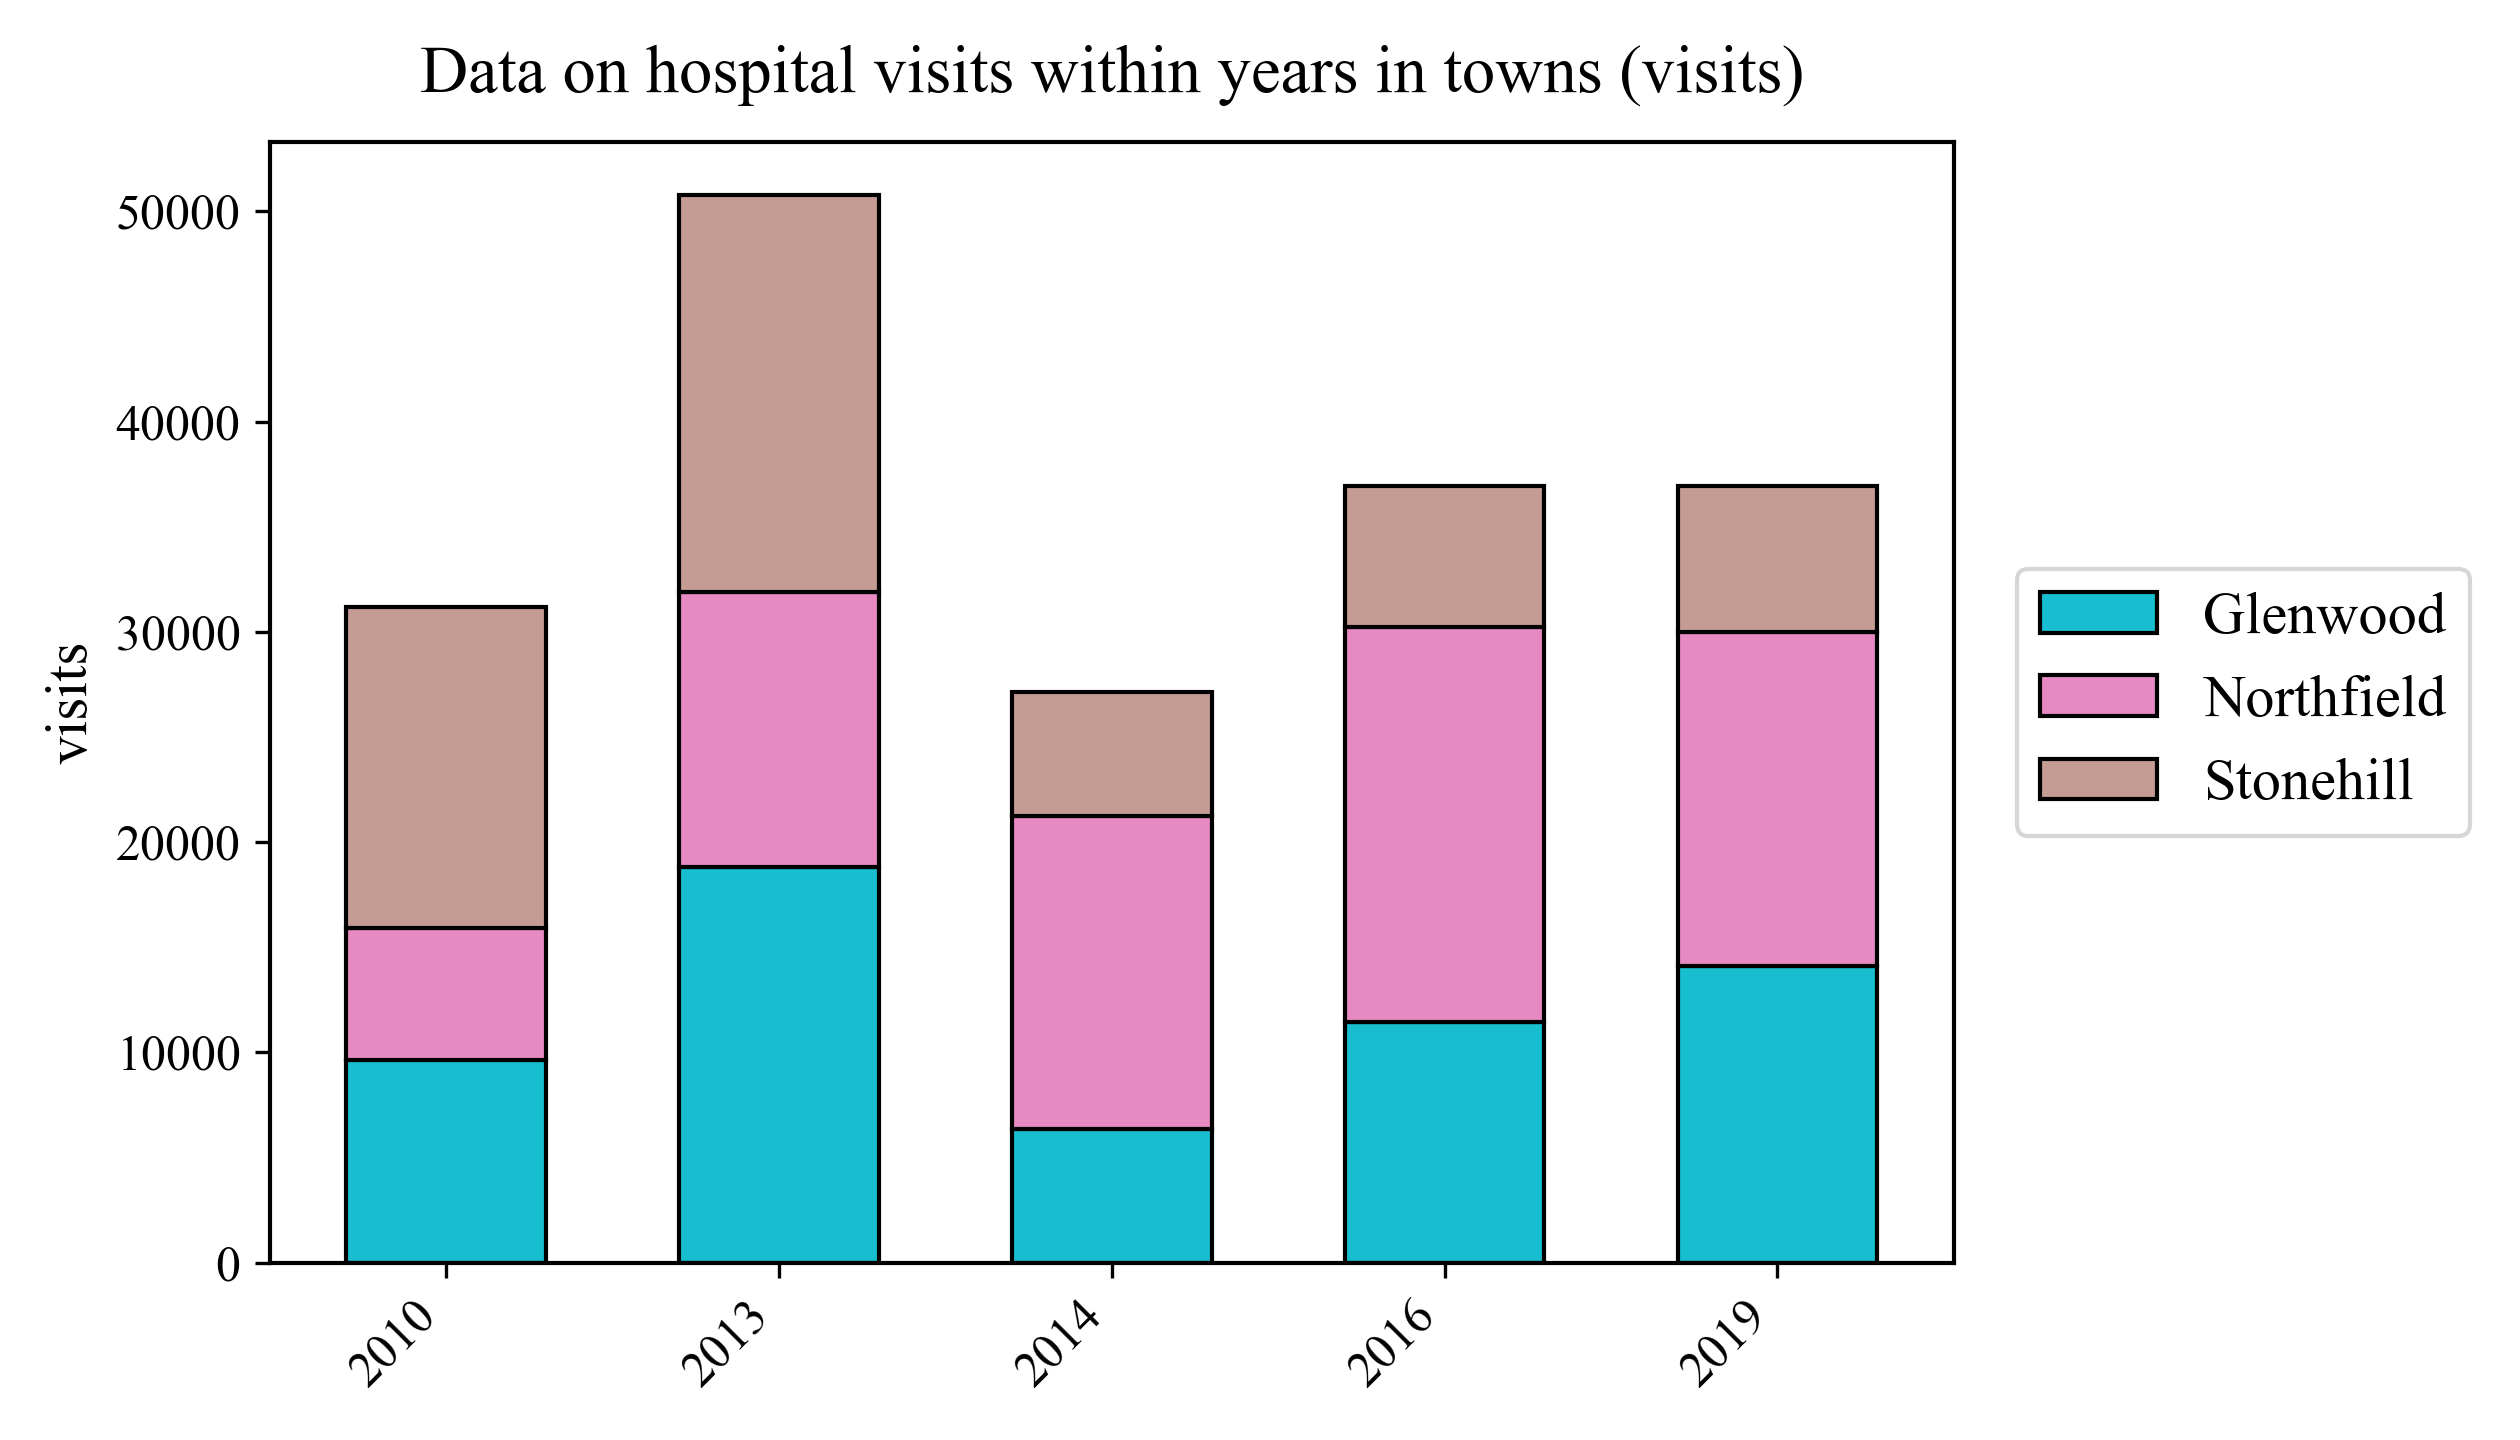 Data on hospital visits within years in towns (visits)
visits
50000
40000
30000
20000
10000
0
2010
2013
2014
2016
2019
Glenwood
Northfield
Stonehill